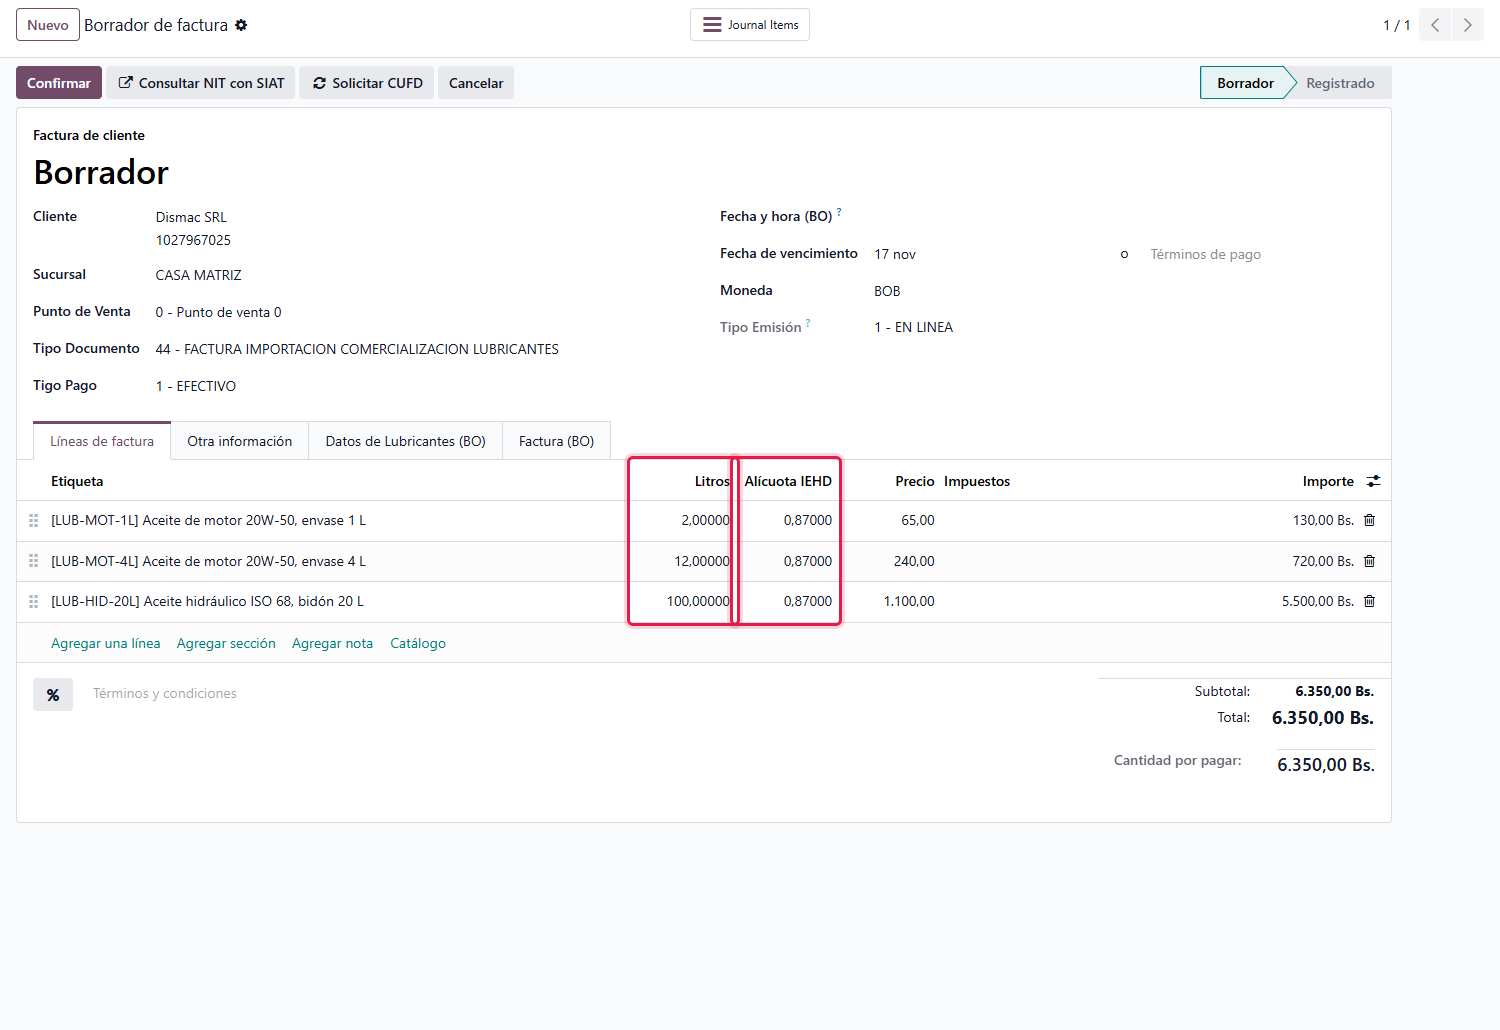 Nuevo Borrador de factura
Journal Items
1 / 1
Confirmar Consultar NIT con SIAT Solicitar CUFD Cancelar
Borrador Registrado
Factura de cliente
Borrador
Cliente Dismac SRL
1027967025
Sucursal CASA MATRIZ
Punto de Venta 0 - Punto de venta 0
Tipo Documento 44 - FACTURA IMPORTACION COMERCIALIZACION LUBRICANTES
Tigo Pago 1 - EFECTIVO
Fecha y hora (BO) ?
Fecha de vencimiento 17 nov o Términos de pago
Moneda BOB
Tipo Emisión ? 1 - EN LINEA
Líneas de factura Otra información Datos de Lubricantes (BO) Factura (BO)
Etiqueta Litros Alícuota IEHD Precio Impuestos Importe
[LUB-MOT-1L] Aceite de motor 20W-50, envase 1 L 2,00000 0,87000 65,00 130,00 Bs.
[LUB-MOT-4L] Aceite de motor 20W-50, envase 4 L 12,00000 0,87000 240,00 720,00 Bs.
[LUB-HID-20L] Aceite hidráulico ISO 68, bidón 20 L 100,00000 0,87000 1.100,00 5.500,00 Bs.
Agregar una línea Agregar sección Agregar nota Catálogo
% Términos y condiciones
Subtotal: 6.350,00 Bs.
Total: 6.350,00 Bs.
Cantidad por pagar: 6.350,00 Bs.